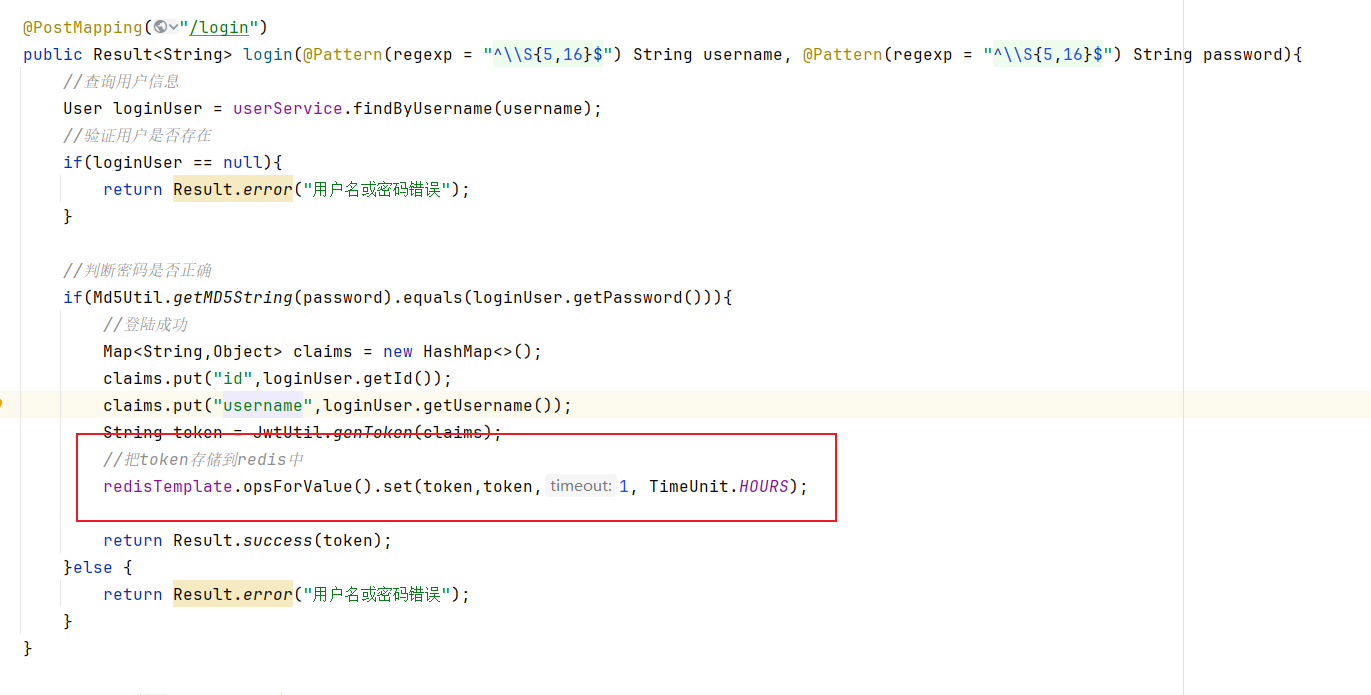 @PostMapping("/login")
public Result<String> login(@Pattern(regexp = "^\\S{5,16}$") String username, @Pattern(regexp = "^\\S{5,16}$") String password){
    //查询用户信息
    User loginUser = userService.findByUsername(username);
    //验证用户是否存在
    if(loginUser == null){
        return Result.error("用户名或密码错误");
    }
    //判断密码是否正确
    if(Md5Util.getMD5String(password).equals(loginUser.getPassword())){
        //登陆成功
        Map<String,Object> claims = new HashMap<>();
        claims.put("id",loginUser.getId());
        claims.put("username",loginUser.getUsername());
        String token = JwtUtil.genToken(claims);
        //把token存储到redis中
        redisTemplate.opsForValue().set(token,token, timeout: 1, TimeUnit.HOURS);
        return Result.success(token);
    }else {
        return Result.error("用户名或密码错误");
    }
}